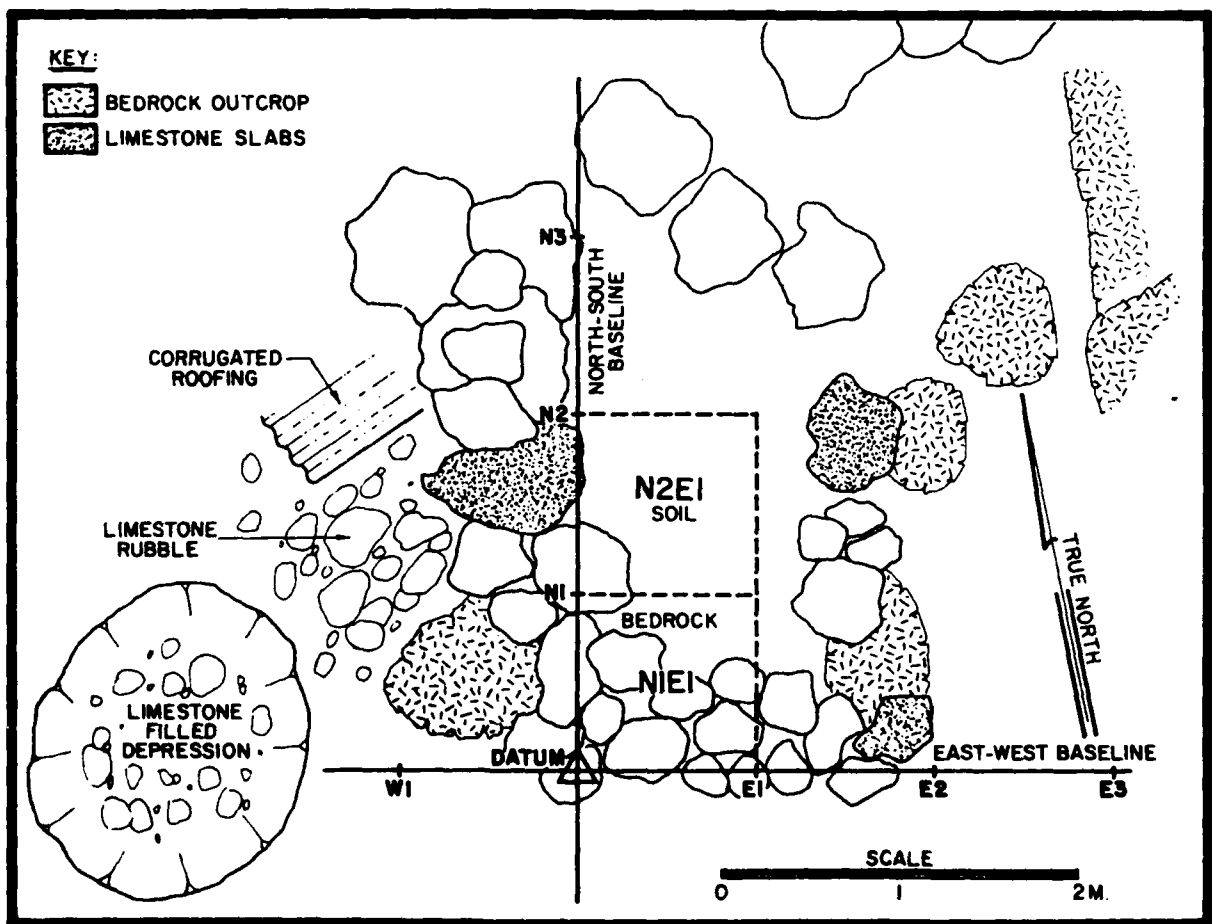 KEY:
BEDROCK OUTCROP
LIMESTONE SLABS
N3
NORTH-SOUTH
BASELINE
CORRUGATED
ROOFING
N2
N2E1
SOIL
LIMESTONE
RUBBLE
TRUE NORTH
N1
BEDROCK
N1E1
LIMESTONE
FILLED
DEPRESSION
DATUM
EAST-WEST BASELINE
W1
E1
E2
E3
SCALE
0 1 2M.